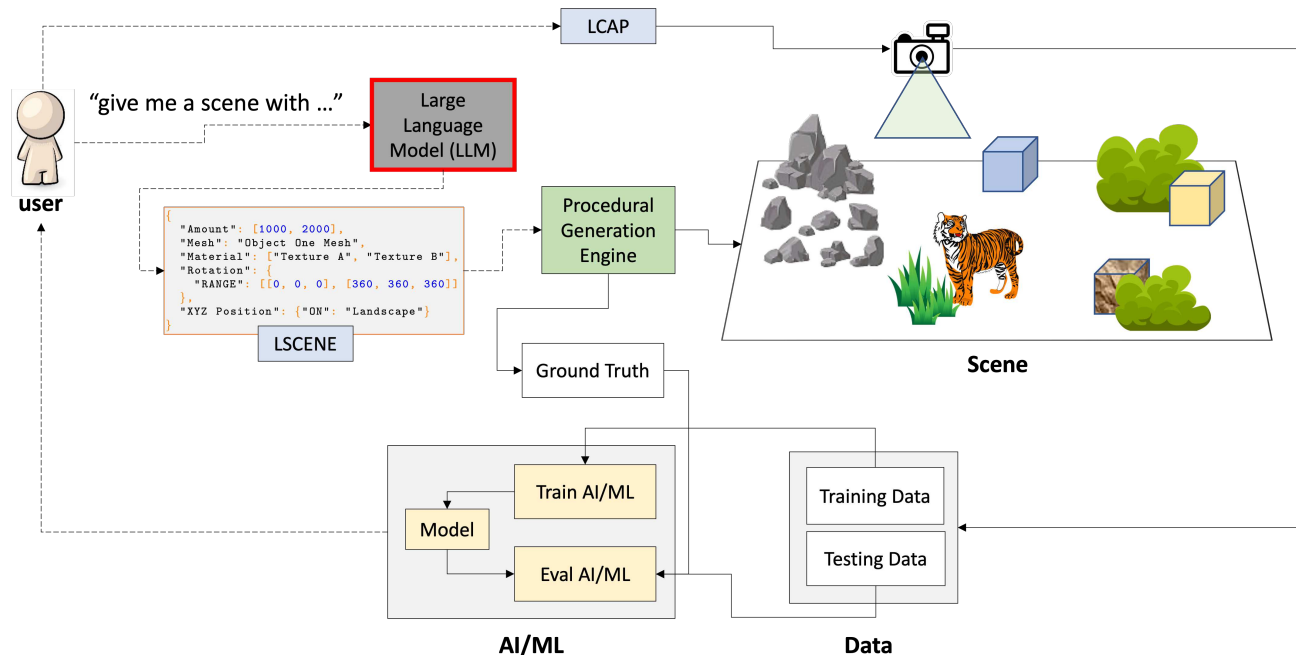 LCAP
“give me a scene with ...”
Large
Language
Model (LLM)
user
{
"Amount": [1000, 2000],
"Mesh": "Object One Mesh",
"Material": ["Texture A", "Texture B"],
"Rotation": {
"RANGE": [[0, 0, 0], [360, 360, 360]]
},
"XYZ Position": {"ON": "Landscape"}
}
LSCENE
Procedural
Generation
Engine
Scene
Ground Truth
Train AI/ML
Model
Eval AI/ML
AI/ML
Training Data
Testing Data
Data